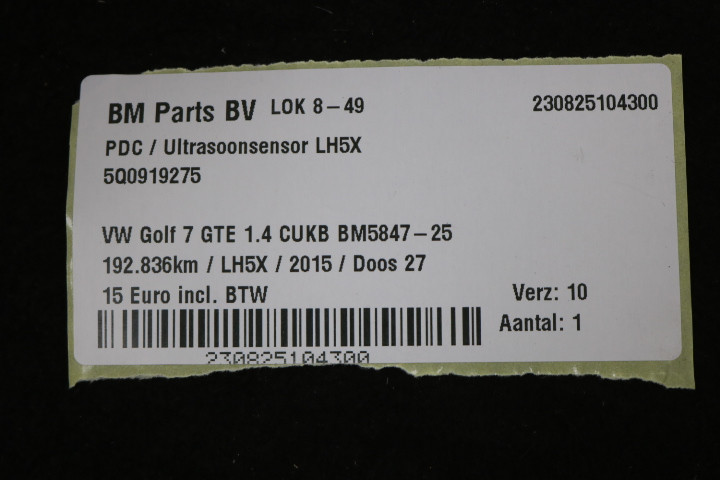 BM Parts BV LOK 8-49 230825104300
PDC / Ultrasoonsensor LH5X
5Q0919275
VW Golf 7 GTE 1.4 CUKB BM5847-25
192.836km / LH5X / 2015 / Doos 27
15 Euro incl. BTW Verz: 10
Aantal: 1
230825104300